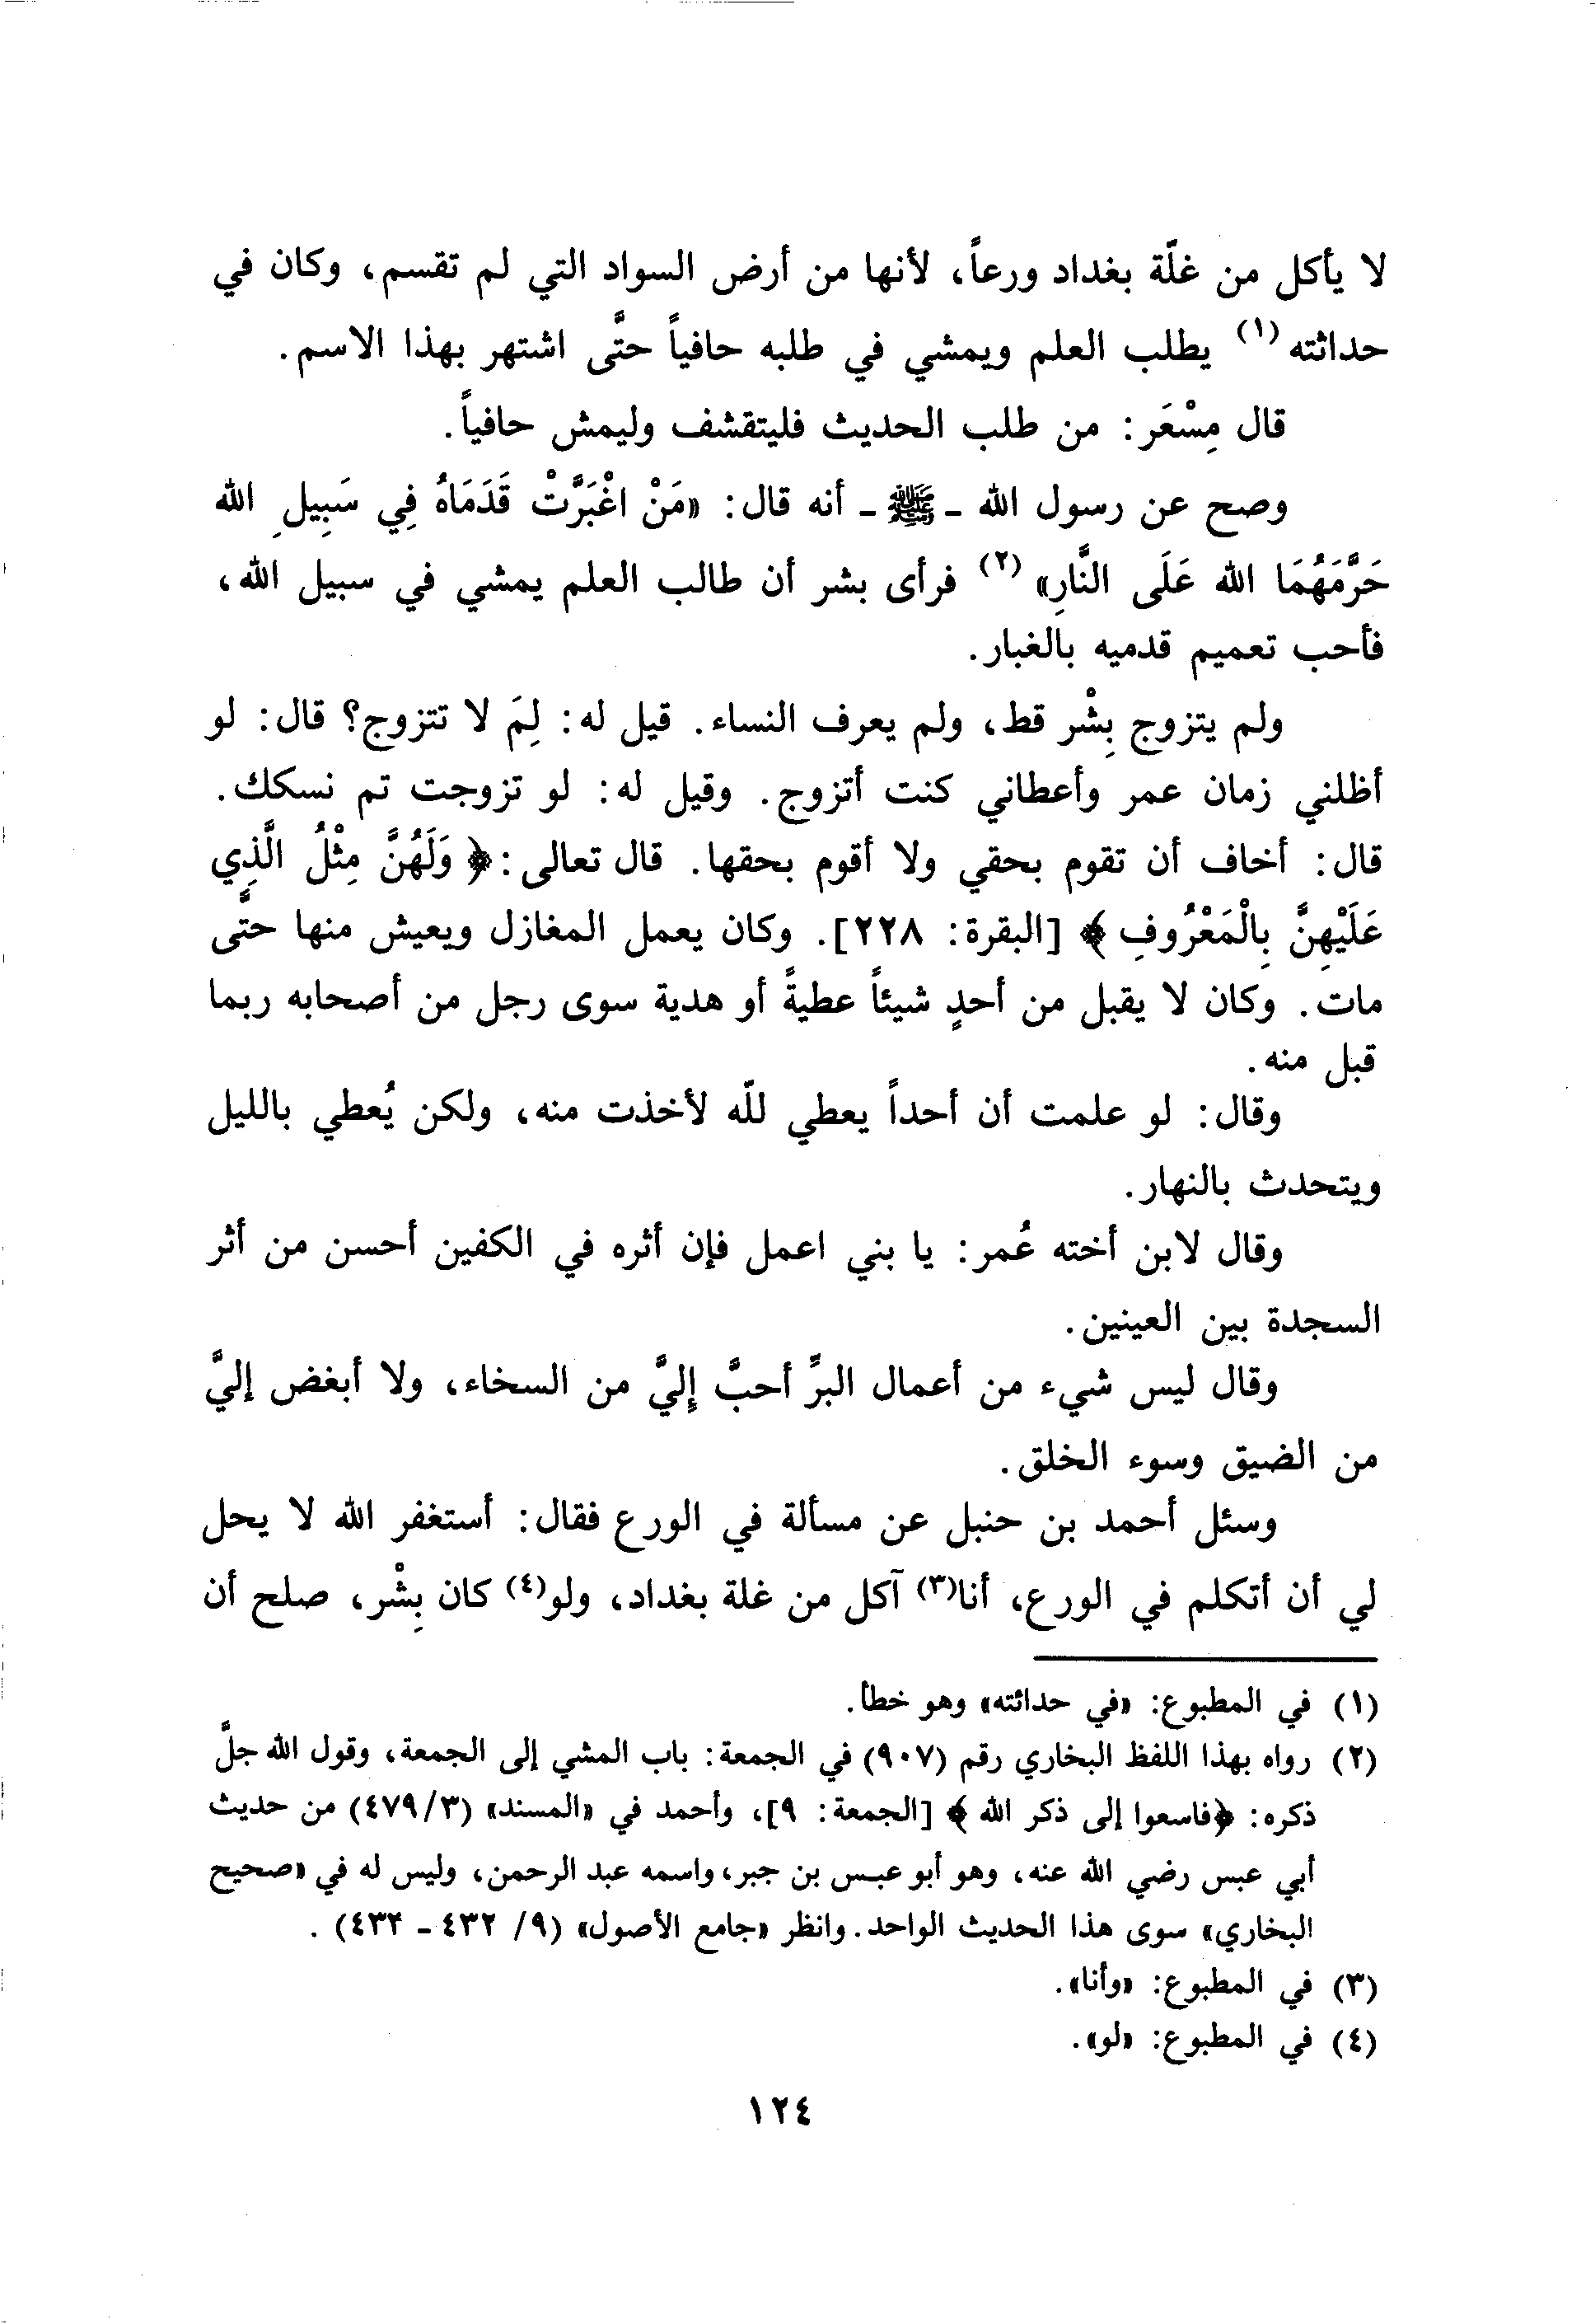 لا يأكل من غلّة بغداد ورعاً، لأنها من أرض السواد التي لم تقسم، وكان في
حداثته (١) يطلب العلم ويمشي في طلبه حافياً حتَّى اشتهر بهذا الاسم.
قال مِسْعَر: من طلب الحديث فليتقشف وليمش حافياً.
وصح عن رسول الله ـ ﷺ ـ أنه قال: «مَنْ اغْبَرَّتْ قَدَمَاهُ فِي سَبِيلِ الله
حَرَّمَهُمَا الله عَلَى النَّارِ» (٢) فرأى بشر أن طالب العلم يمشي في سبيل الله،
فأحب تعميم قدميه بالغبار.
ولم يتزوج بِشْر قط، ولم يعرف النساء. قيل له: لِمَ لا تتزوج؟ قال: لو
أظلني زمان عمر وأعطاني كنت أتزوج. وقيل له: لو تزوجت تم نسكك.
قال: أخاف أن تقوم بحقي ولا أقوم بحقها. قال تعالى: ﴿ وَلَهُنَّ مِثْلُ الَّذِي
عَلَيْهِنَّ بِالْمَعْرُوفِ ﴾ [البقرة: ٢٢٨]. وكان يعمل المغازل ويعيش منها حتَّى
مات. وكان لا يقبل من أحدٍ شيئاً عطيةً أو هدية سوى رجل من أصحابه ربما
قبل منه.
وقال: لو علمت أن أحداً يعطي للّه لأخذت منه، ولكن يُعطي بالليل
ويتحدث بالنهار.
وقال لابن أخته عُمر: يا بني اعمل فإن أثره في الكفين أحسن من أثر
السجدة بين العينين.
وقال ليس شيء من أعمال البرِّ أحبَّ إِليَّ من السخاء، ولا أبغض إليَّ
من الضيق وسوء الخلق.
وسئل أحمد بن حنبل عن مسألة في الورع فقال: أستغفر الله لا يحل
لي أن أتكلم في الورع، أنا(٣) آكل من غلة بغداد، ولو(٤) كان بِشْر، صلح أن
(١) في المطبوع: «في حداثته» وهو خطأ.
(٢) رواه بهذا اللفظ البخاري رقم (٩٠٧) في الجمعة: باب المشي إلى الجمعة، وقول الله جلَّ
ذكره: ﴿فاسعوا إلى ذكر الله ﴾ [الجمعة: ٩]، وأحمد في «المسند» (٤٧٩/٣) من حديث
أبي عبس رضي الله عنه، وهو أبو عبـس بن جبر، واسمه عبد الرحمن، وليس له في «صحيح
البخاري» سوى هذا الحديث الواحد. وانظر «جامع الأصول» (٩/ ٤٣٢ ـ ٤٣٣) .
(٣) في المطبوع: «وأنا».
(٤) في المطبوع: «لو».
١٢٤